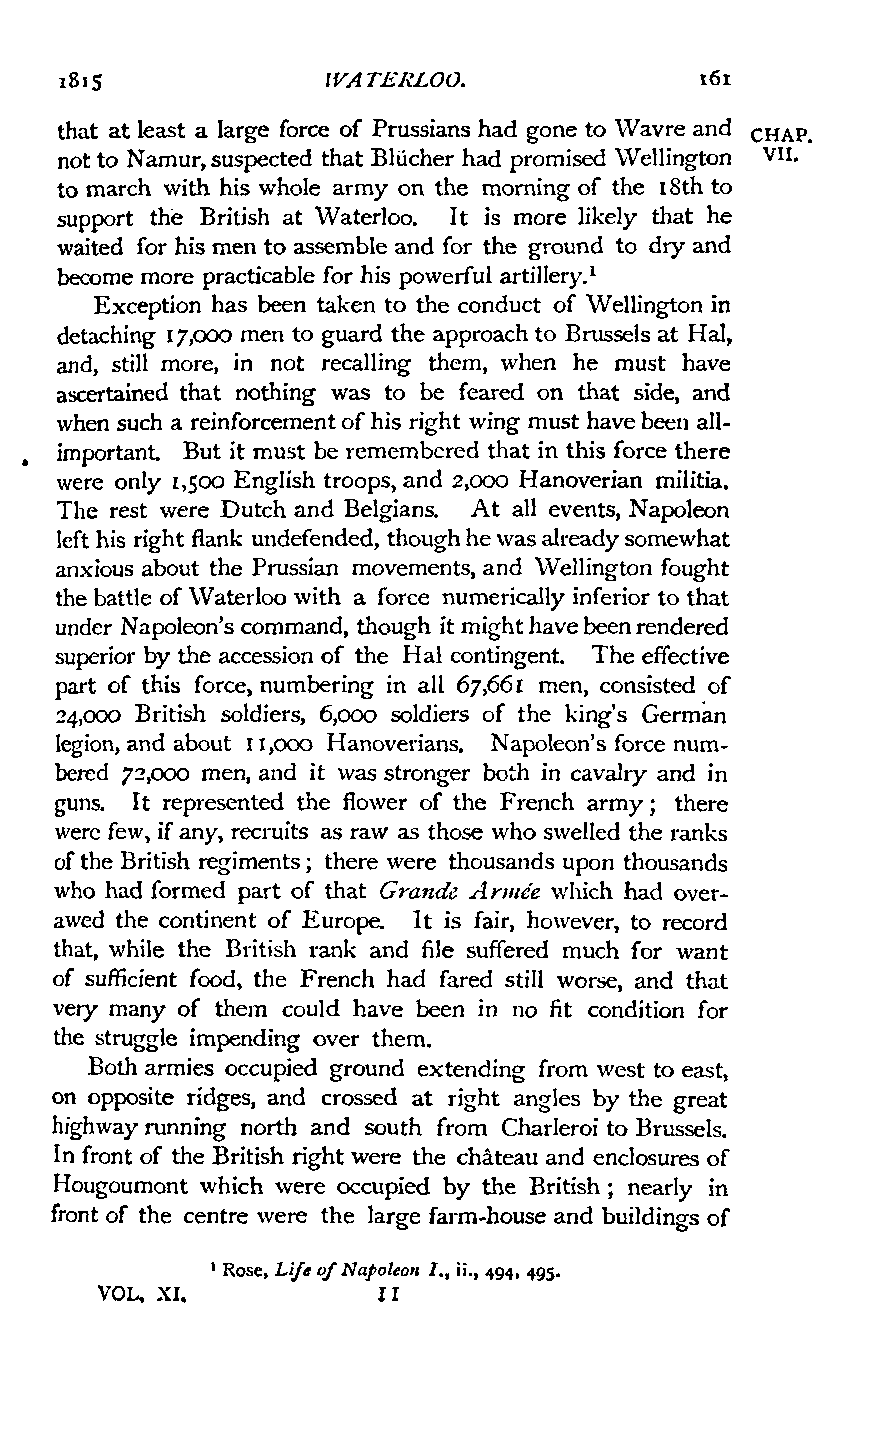 1815 WATERLOO. 161
that at least a large force of Prussians had gone to Wavre and CHAP.
not to Namur, suspected that Blücher had promised Wellington VII.
to march with his whole army on the morning of the 18th to
support the British at Waterloo. It is more likely that he
waited for his men to assemble and for the ground to dry and
become more practicable for his powerful artillery.¹
Exception has been taken to the conduct of Wellington in
detaching 17,000 men to guard the approach to Brussels at Hal,
and, still more, in not recalling them, when he must have
ascertained that nothing was to be feared on that side, and
when such a reinforcement of his right wing must have been all-
important. But it must be remembered that in this force there
were only 1,500 English troops, and 2,000 Hanoverian militia.
The rest were Dutch and Belgians. At all events, Napoleon
left his right flank undefended, though he was already somewhat
anxious about the Prussian movements, and Wellington fought
the battle of Waterloo with a force numerically inferior to that
under Napoleon's command, though it might have been rendered
superior by the accession of the Hal contingent. The effective
part of this force, numbering in all 67,661 men, consisted of
24,000 British soldiers, 6,000 soldiers of the king's German
legion, and about 11,000 Hanoverians. Napoleon's force num-
bered 72,000 men, and it was stronger both in cavalry and in
guns. It represented the flower of the French army; there
were few, if any, recruits as raw as those who swelled the ranks
of the British regiments; there were thousands upon thousands
who had formed part of that Grande Armée which had over-
awed the continent of Europe. It is fair, however, to record
that, while the British rank and file suffered much for want
of sufficient food, the French had fared still worse, and that
very many of them could have been in no fit condition for
the struggle impending over them.
Both armies occupied ground extending from west to east,
on opposite ridges, and crossed at right angles by the great
highway running north and south from Charleroi to Brussels.
In front of the British right were the château and enclosures of
Hougoumont which were occupied by the British; nearly in
front of the centre were the large farm-house and buildings of
¹ Rose, Life of Napoleon I., ii., 494, 495.
VOL. XI. 11